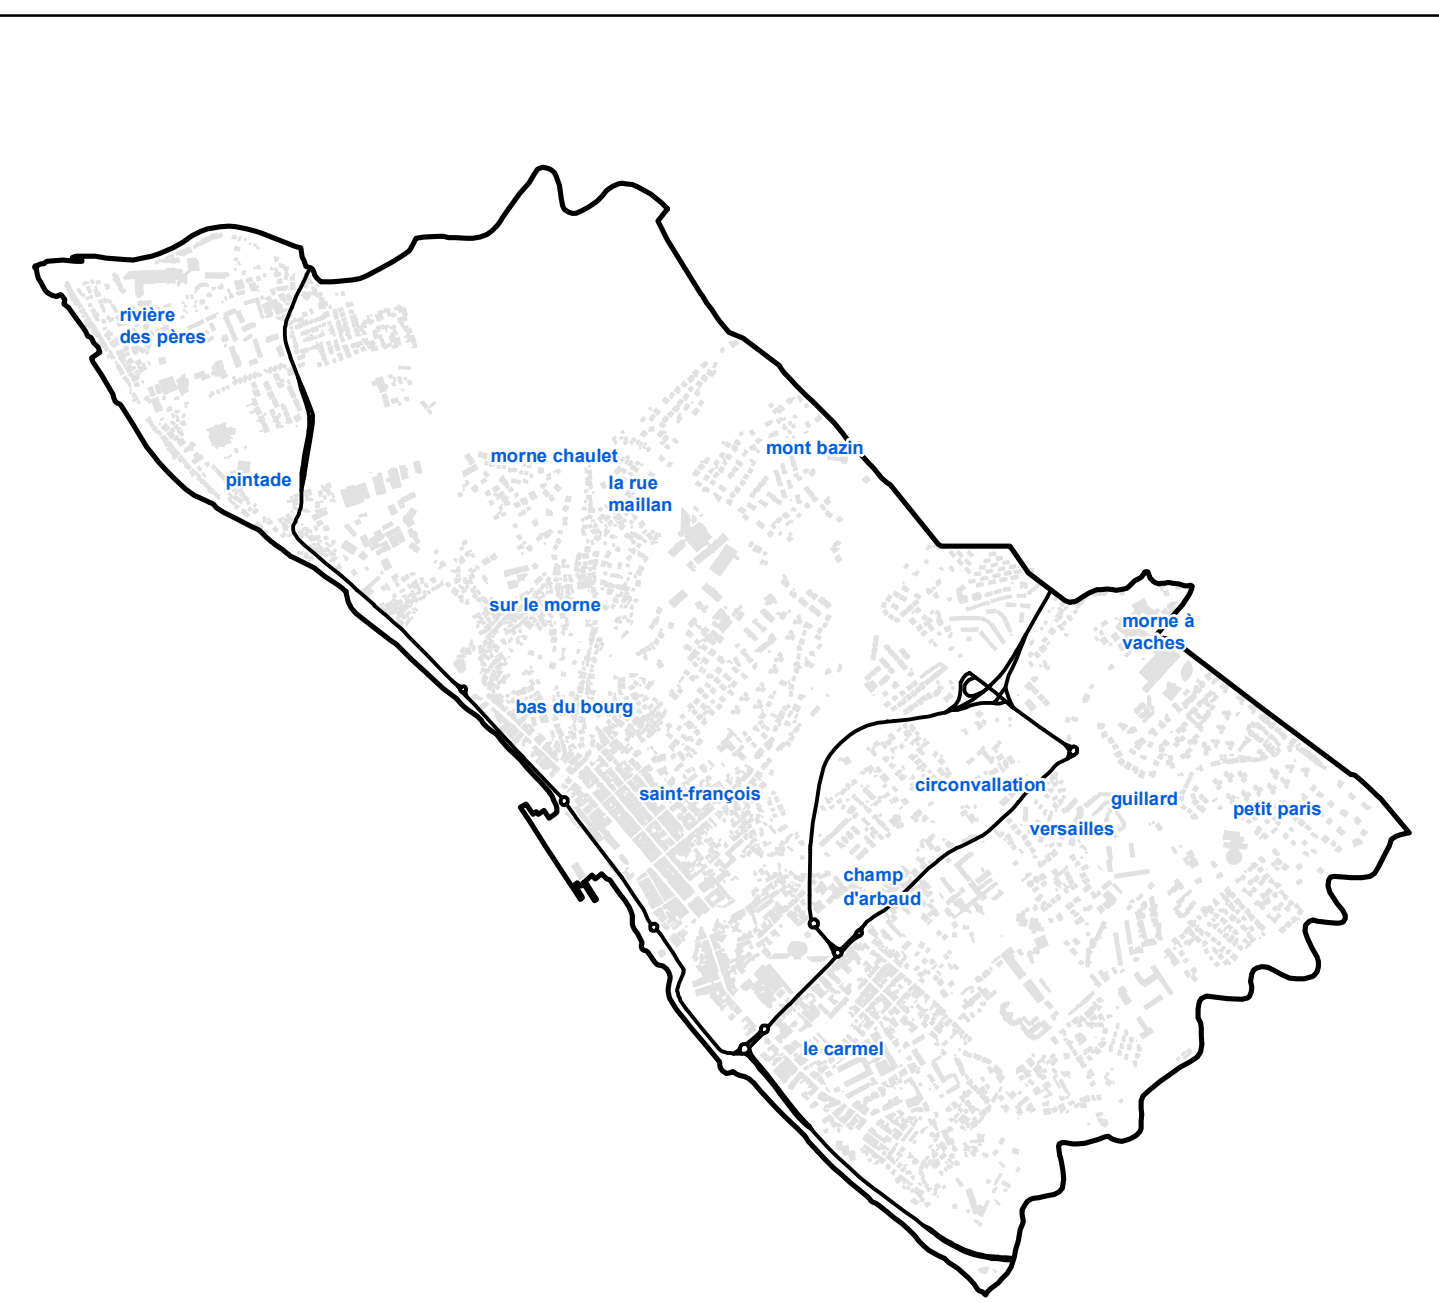 rivière
des pères
pintade
morne chaulet
la rue
maillan
mont bazin
sur le morne
morne à
vaches
bas du bourg
saint-françois
circonvallation
guillard
petit paris
versailles
champ
d'arbaud
le carmel